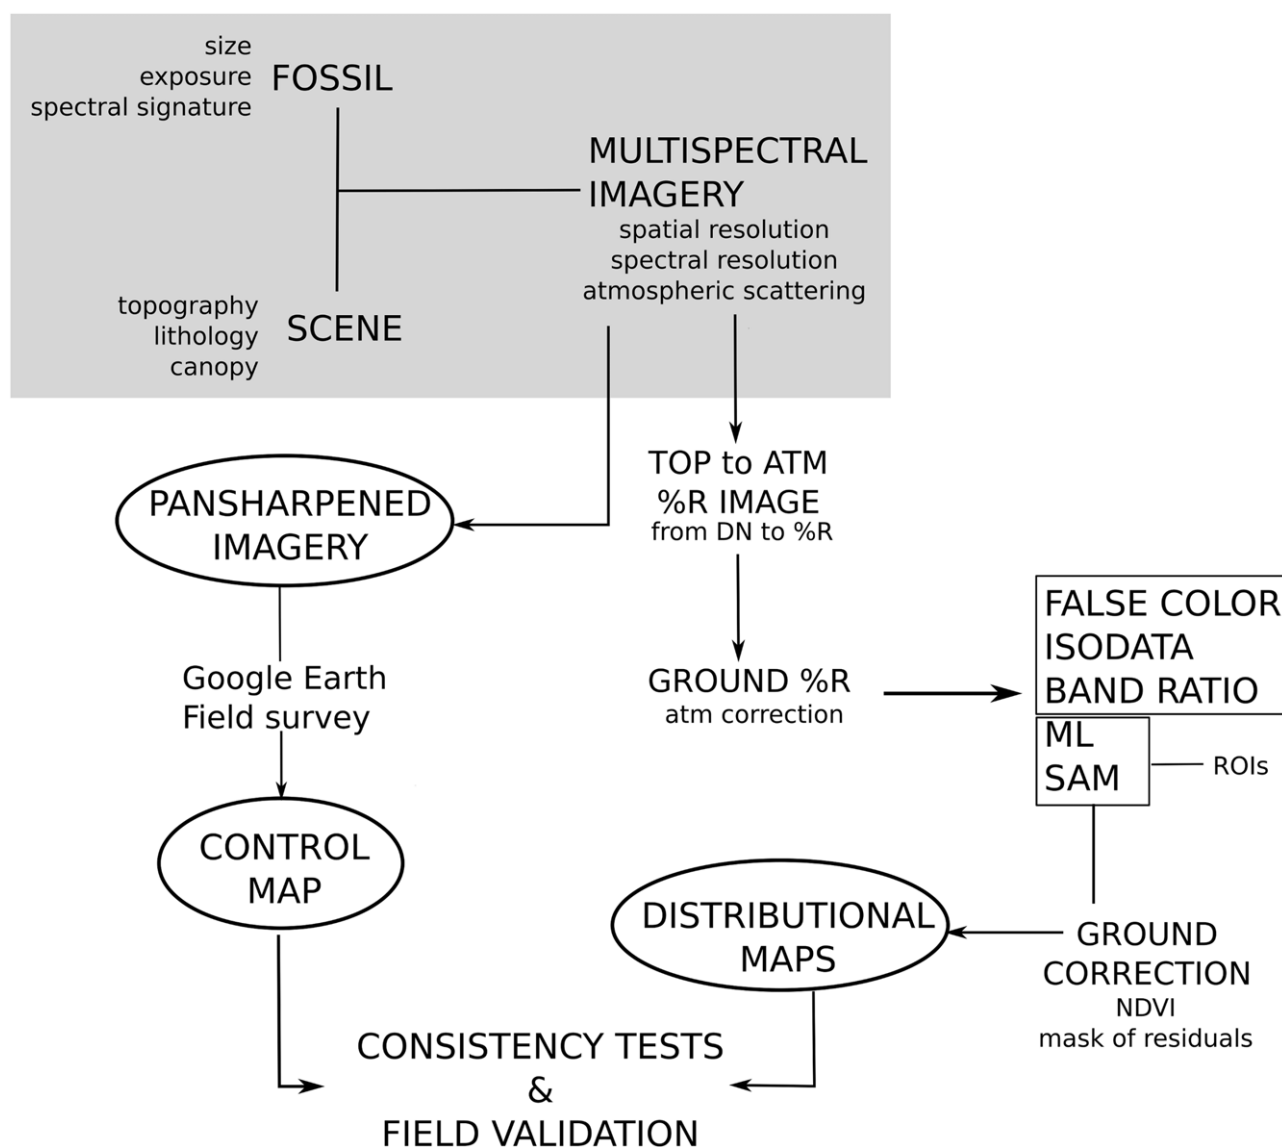 size
exposure
spectral signature
FOSSIL
MULTISPECTRAL
IMAGERY
spatial resolution
spectral resolution
atmospheric scattering
topography
lithology
canopy
SCENE
PANSHARPENED
IMAGERY
TOP to ATM
%R IMAGE
from DN to %R
Google Earth
Field survey
GROUND %R
atm correction
FALSE COLOR
ISODATA
BAND RATIO
ML
SAM
ROIs
CONTROL
MAP
DISTRIBUTIONAL
MAPS
GROUND
CORRECTION
NDVI
mask of residuals
CONSISTENCY TESTS
&
FIELD VALIDATION